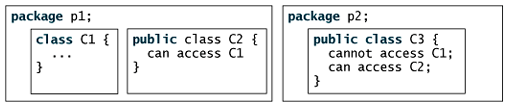 package p1;
class C1 {
...
}
public class C2 {
can access C1
}
package p2;
public class C3 {
cannot access C1;
can access C2;
}